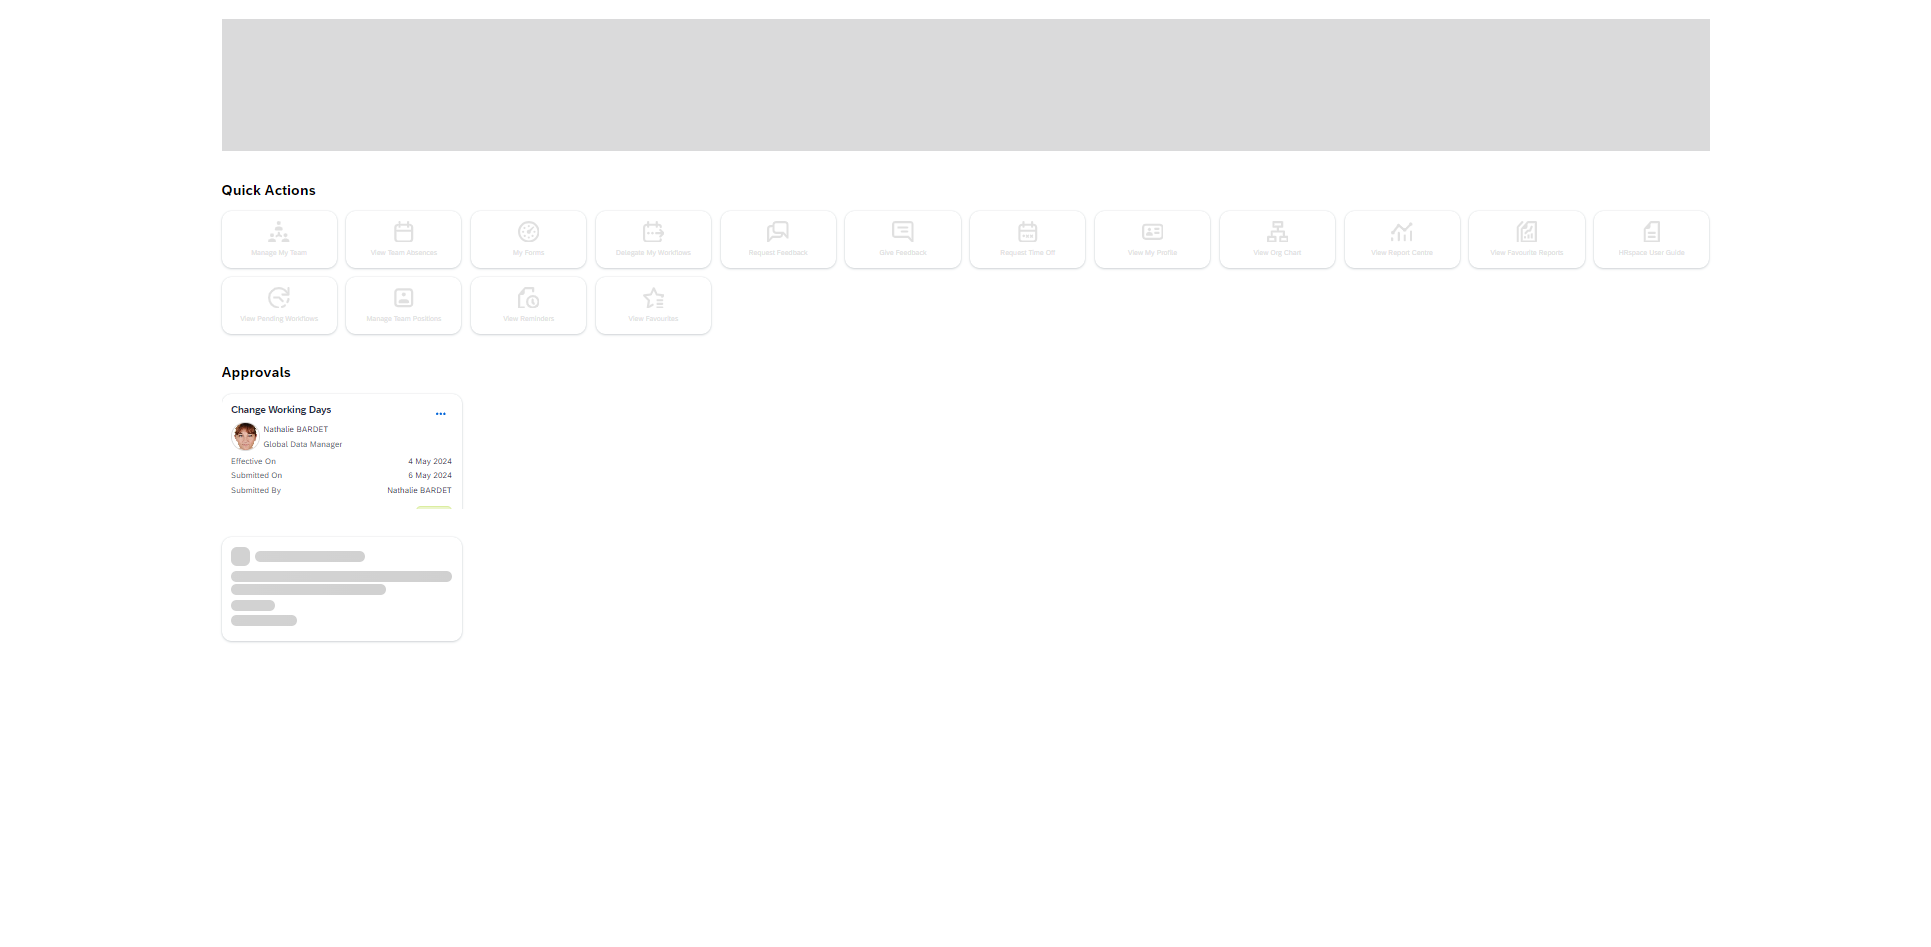 Quick Actions
Manage My Team
View Team Absences
My Forms
Delegate My Workflows
Request Feedback
Give Feedback
Request Time Off
View My Profile
View Org Chart
View Report Centre
View Favourite Reports
HRspace User Guide
View Pending Workflows
Manage Team Positions
View Reminders
View Favourites
Approvals
Change Working Days
Nathalie BARDET
Global Data Manager
Effective On 4 May 2024
Submitted On 6 May 2024
Submitted By Nathalie BARDET